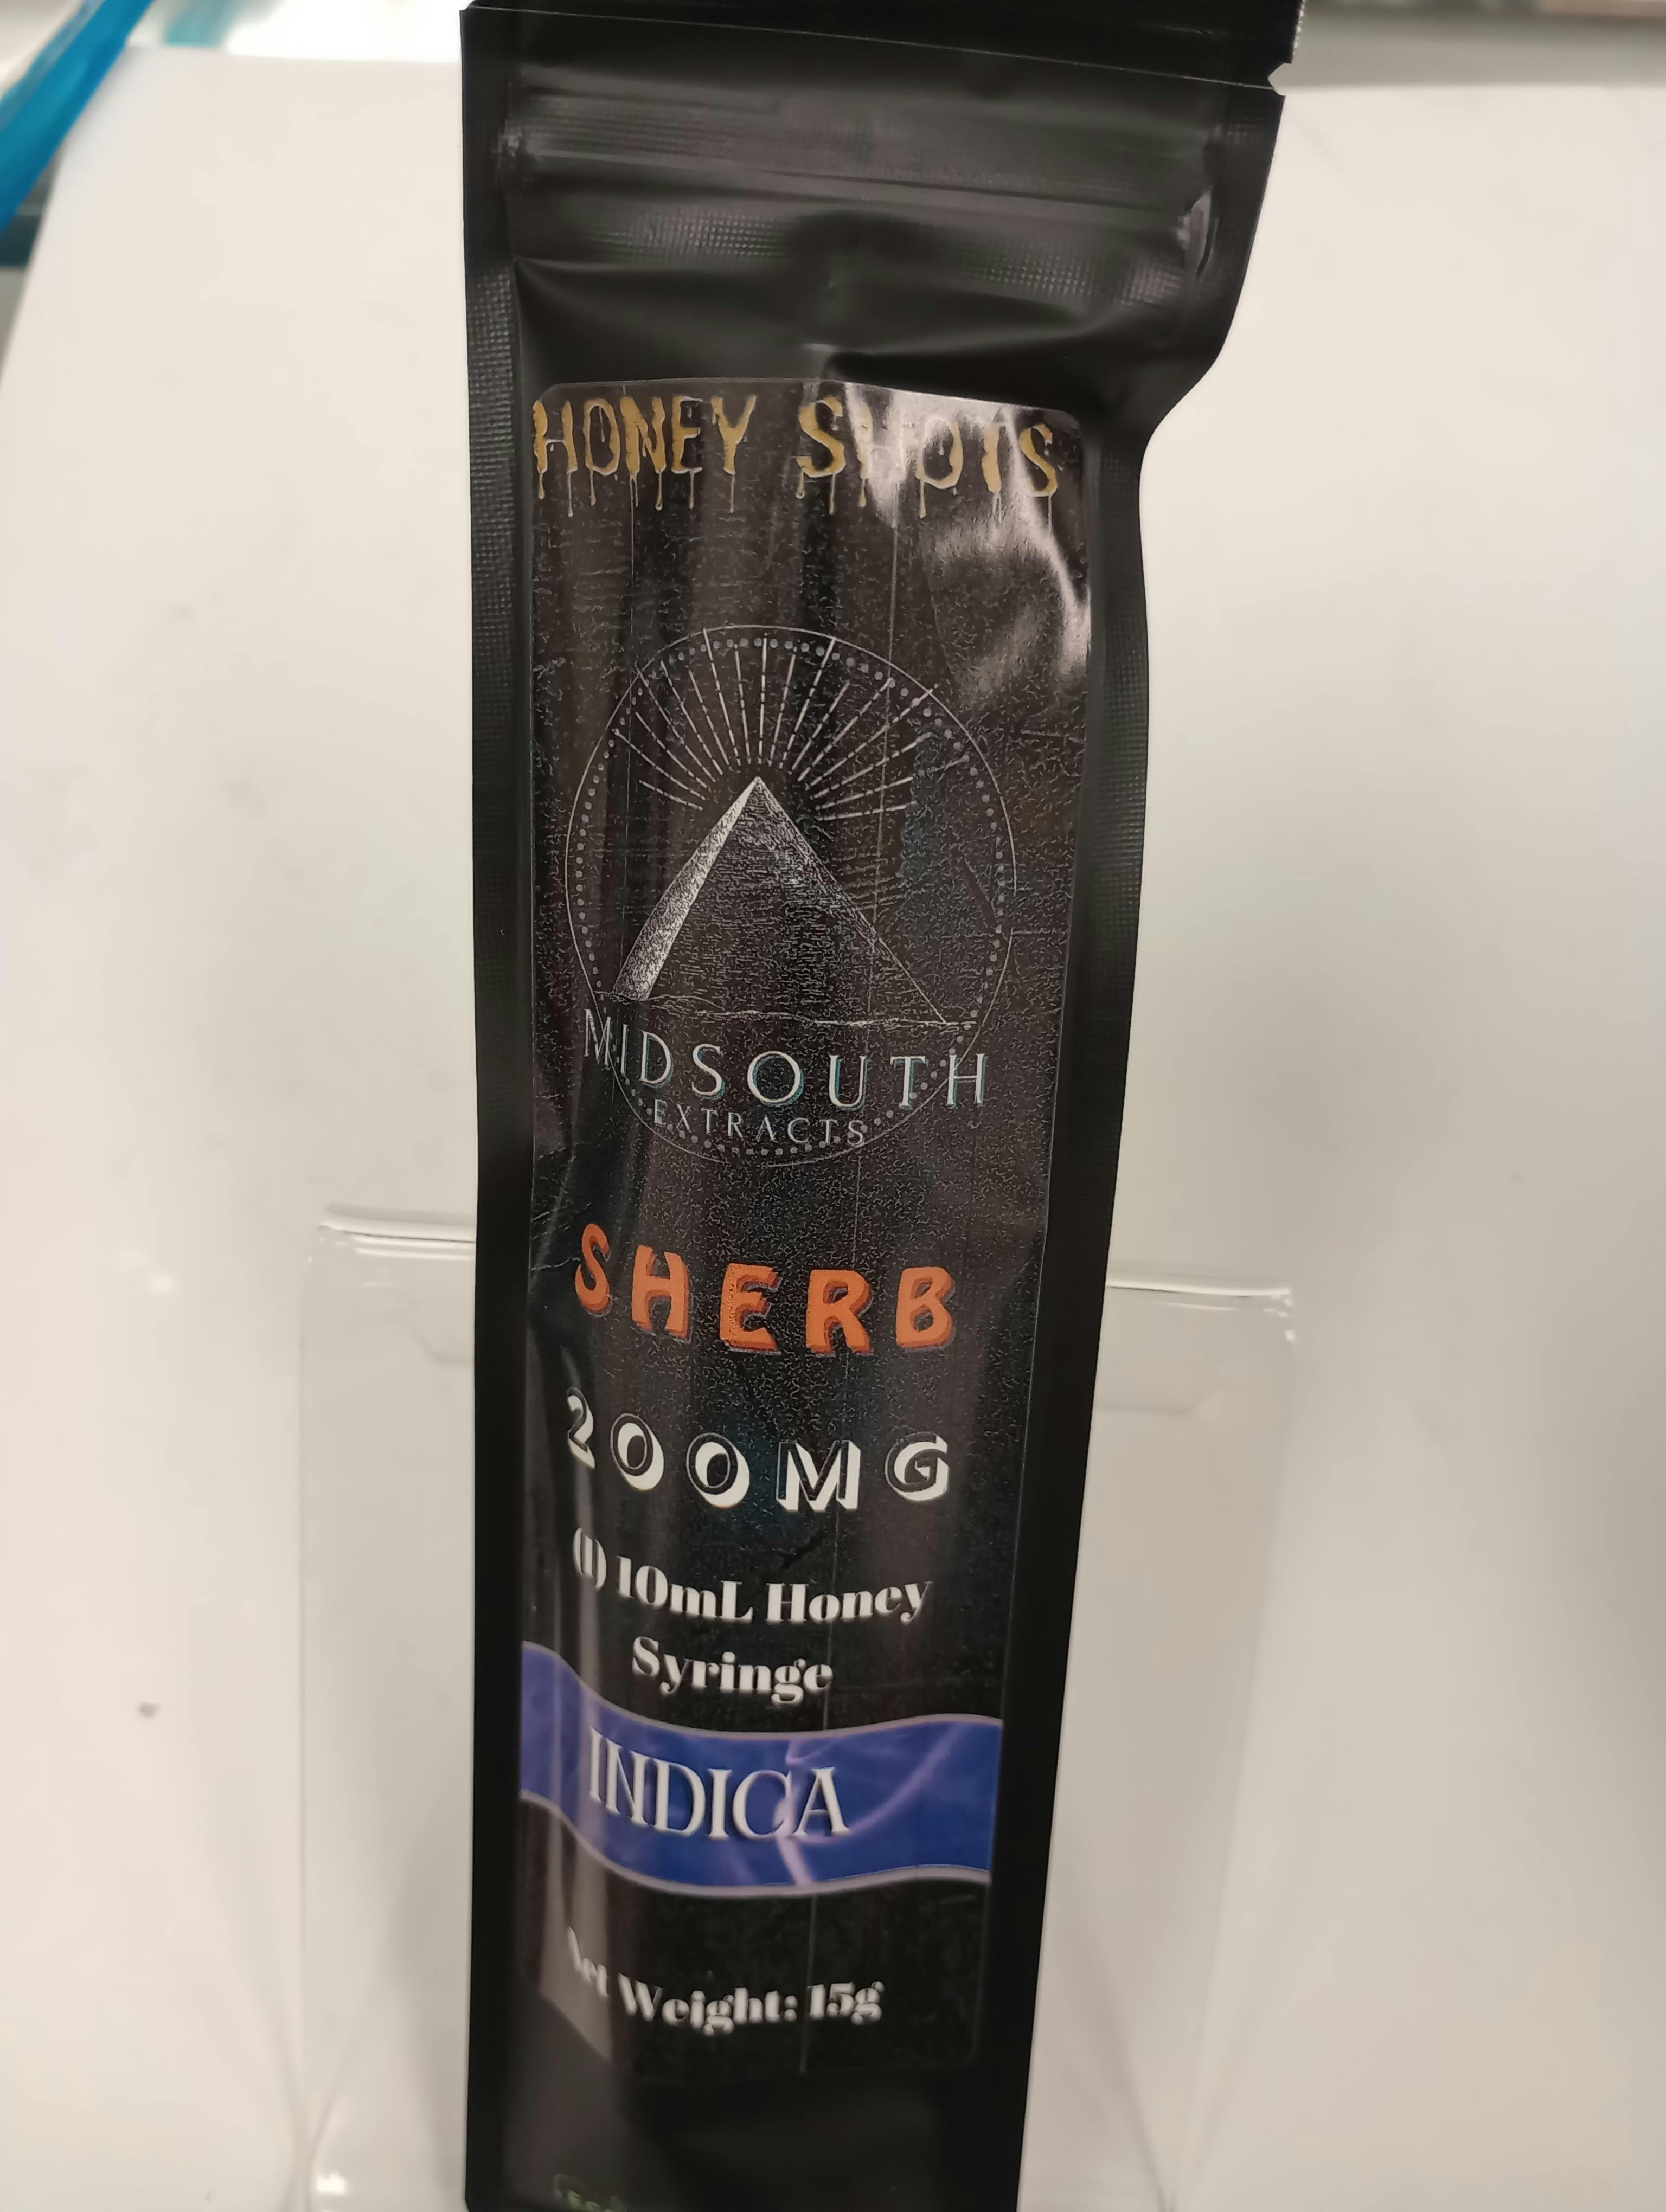 HONEY SHOTS
MIDSOUTH
EXTRACTS
SHERB
200MG
(1) 10mL Honey
Syringe
INDICA
Net Weight: 15g